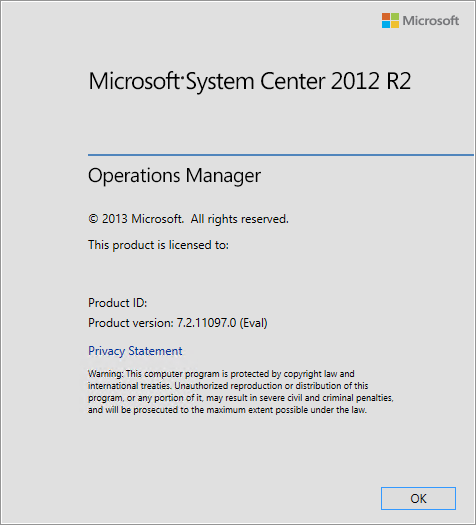 Microsoft
Microsoft® System Center 2012 R2
Operations Manager
© 2013 Microsoft. All rights reserved.
This product is licensed to:
Product ID:
Product version: 7.2.11097.0 (Eval)
Privacy Statement
Warning: This computer program is protected by copyright law and
international treaties. Unauthorized reproduction or distribution of this
program, or any portion of it, may result in severe civil and criminal penalties,
and will be prosecuted to the maximum extent possible under the law.
OK